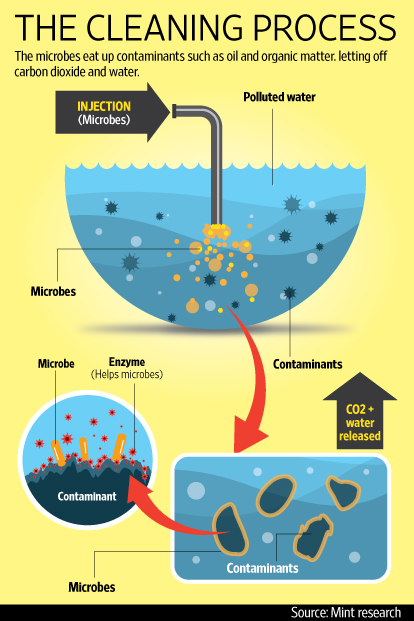 THE CLEANING PROCESS
The microbes eat up contaminants such as oil and organic matter. letting off
carbon dioxide and water.
INJECTION
(Microbes)
Polluted water
Microbes
Contaminants
Microbe
Enzyme
(Helps microbes)
CO2 +
water
released
Contaminant
Contaminants
Microbes
Source: Mint research